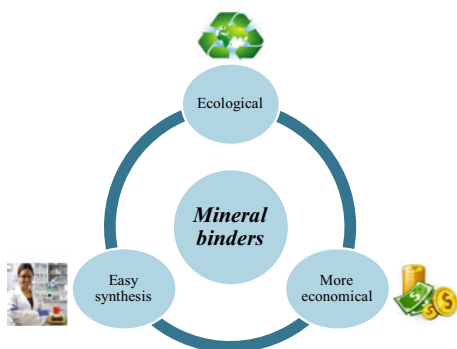 Ecological
Mineral
binders
Easy
synthesis
More
economical